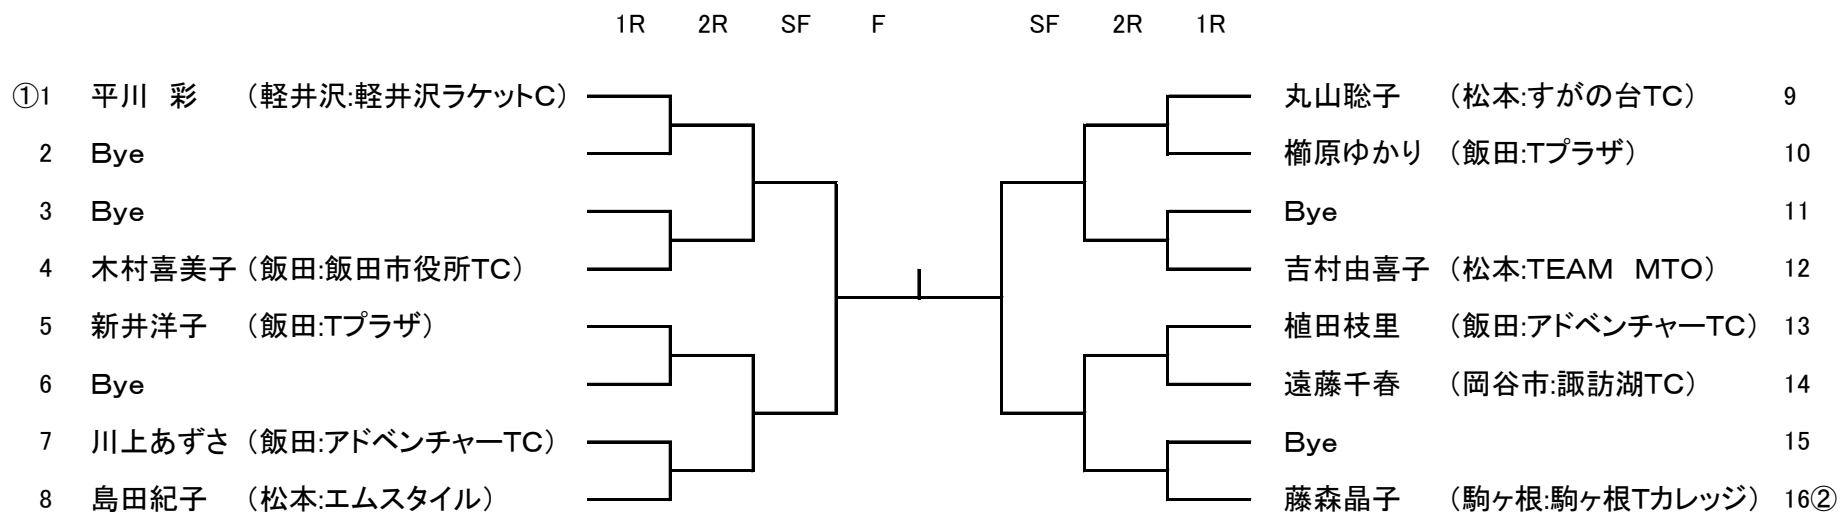 1R 2R SF F SF 2R 1R
①1 平川 彩 （軽井沢:軽井沢ラケットC） 丸山聡子 （松本:すがの台TC） 9
2 Bye 櫛原ゆかり （飯田:Tプラザ） 10
3 Bye Bye 11
4 木村喜美子（飯田:飯田市役所TC） 吉村由喜子 （松本:TEAM MTO） 12
5 新井洋子 （飯田:Tプラザ） 植田枝里 （飯田:アドベンチャーTC） 13
6 Bye 遠藤千春 （岡谷市:諏訪湖TC） 14
7 川上あずさ（飯田:アドベンチャーTC） Bye 15
8 島田紀子 （松本:エムスタイル） 藤森晶子 （駒ヶ根:駒ヶ根Tカレッジ） 16②